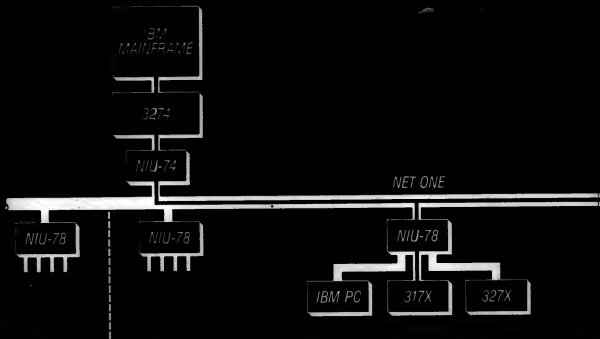 IBM
MAINFRAME
3274
NIU-74
NET ONE
NIU-78
NIU-78
NIU-78
IBM PC
317X
327X